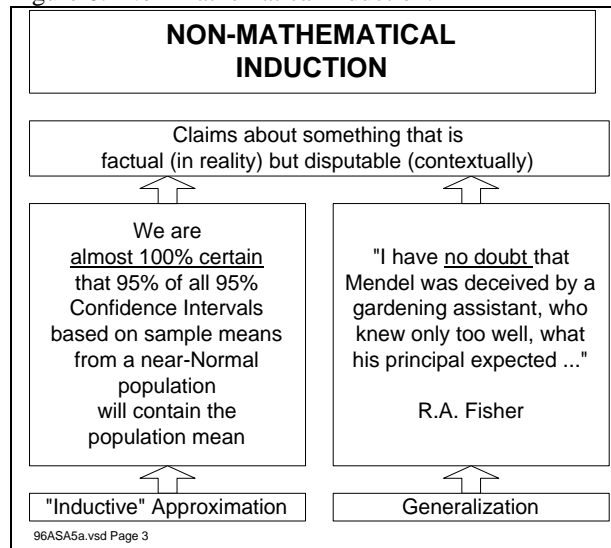 NON-MATHEMATICAL
INDUCTION
Claims about something that is
factual (in reality) but disputable (contextually)
We are
almost 100% certain
that 95% of all 95%
Confidence Intervals
based on sample means
from a near-Normal
population
will contain the
population mean
"I have no doubt that
Mendel was deceived by a
gardening assistant, who
knew only too well, what
his principal expected ..."
R.A. Fisher
"Inductive" Approximation
Generalization
96ASA5a.vsd Page 3